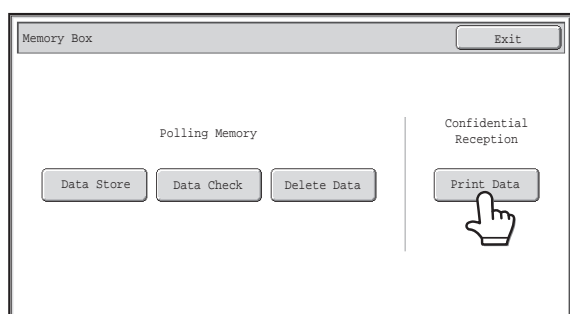 Memory Box
Exit
Polling Memory
Confidential
Reception
Data Store
Data Check
Delete Data
Print Data